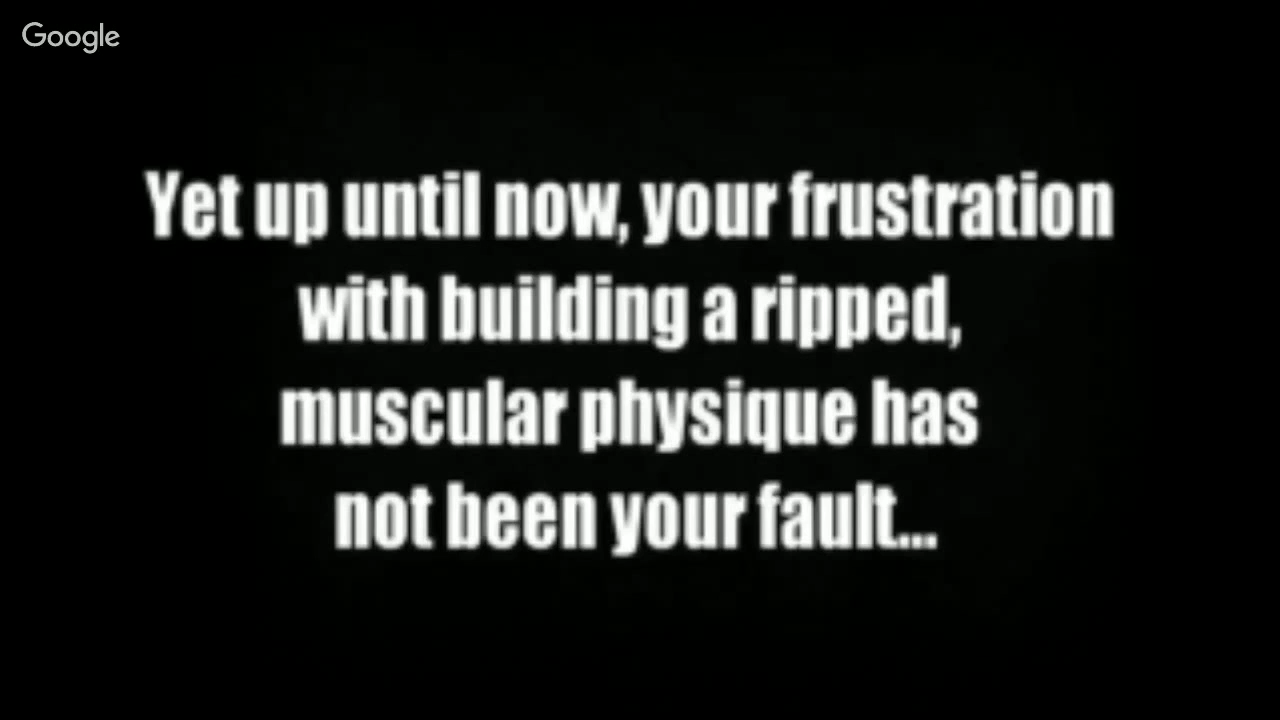 Google
Yet up until now, your frustration
with building a ripped,
muscular physique has
not been your fault...